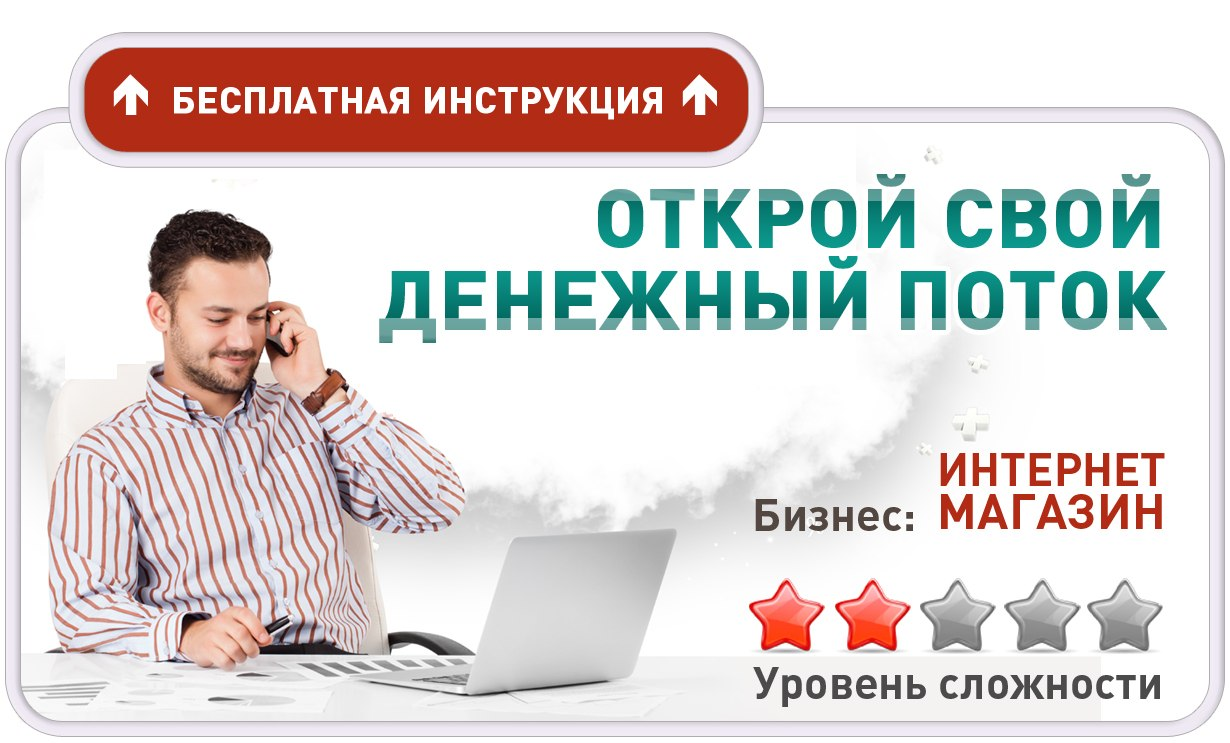 БЕСПЛАТНАЯ ИНСТРУКЦИЯ
ОТКРОЙ СВОЙ
ДЕНЕЖНЫЙ ПОТОК
Бизнес: ИНТЕРНЕТ
МАГАЗИН
Уровень сложности